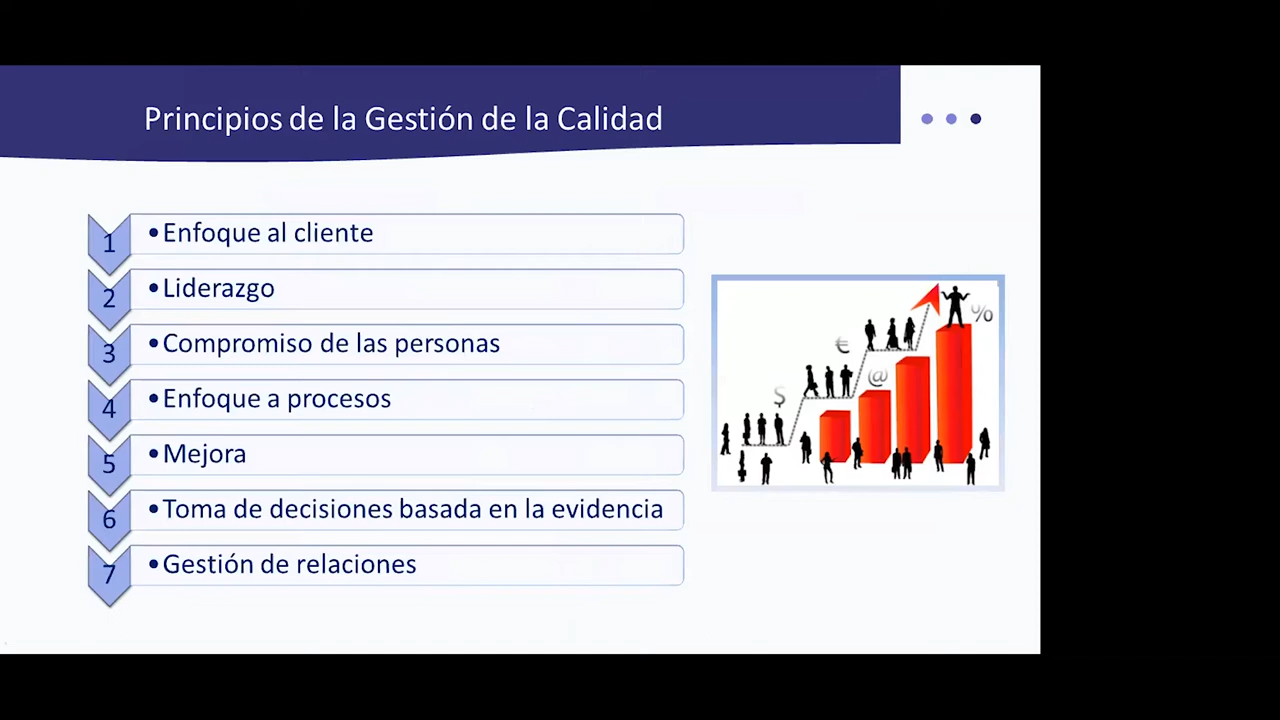 Principios de la Gestión de la Calidad
1
•Enfoque al cliente
2
•Liderazgo
3
•Compromiso de las personas
4
•Enfoque a procesos
5
•Mejora
6
•Toma de decisiones basada en la evidencia
7
•Gestión de relaciones
%
€
@
$